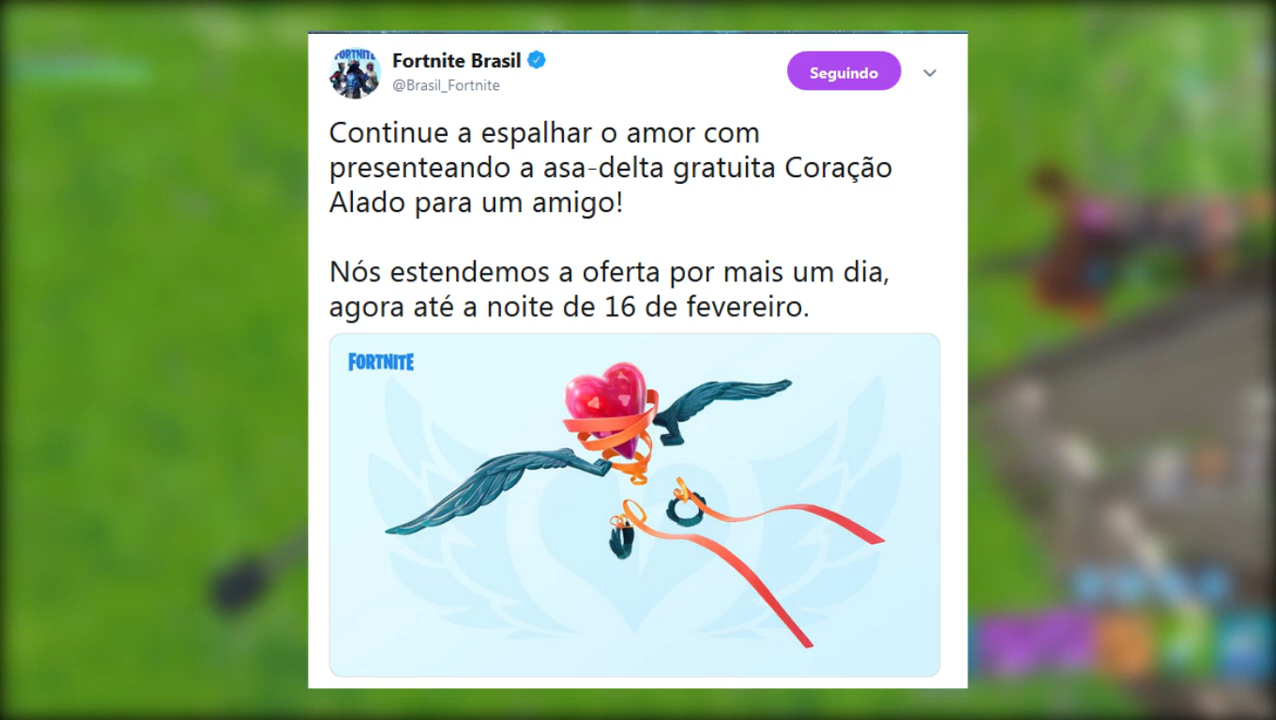 FORTNITE
Fortnite Brasil
@Brasil_Fortnite
Seguindo
Continue a espalhar o amor com
presenteando a asa-delta gratuita Coração
Alado para um amigo!
Nós estendemos a oferta por mais um dia,
agora até a noite de 16 de fevereiro.
FORTNITE